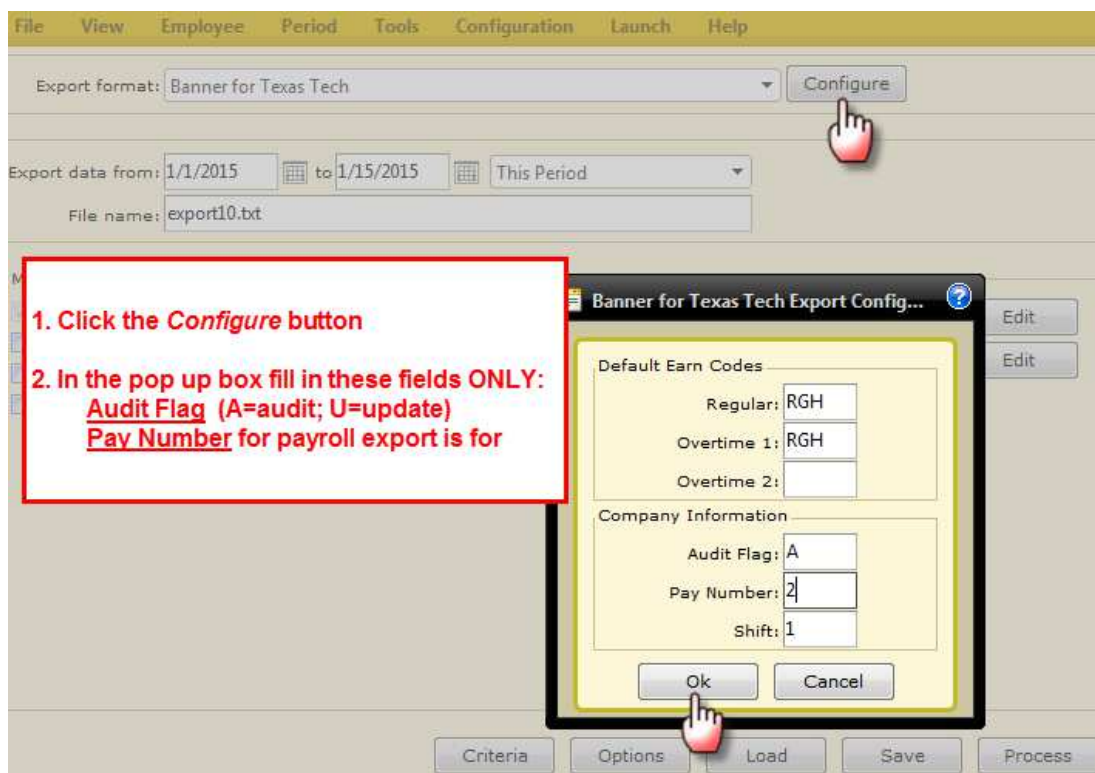 File View Employee Period Tools Configuration Launch Help
Export format: Banner for Texas Tech Configure
Export data from: 1/1/2015 to 1/15/2015 This Period
File name: export10.txt
M
1. Click the Configure button
2. In the pop up box fill in these fields ONLY:
Audit Flag (A=audit; U=update)
Pay Number for payroll export is for
Banner for Texas Tech Export Config... ?
Default Earn Codes
Regular: RGH
Overtime 1: RGH
Overtime 2:
Company Information
Audit Flag: A
Pay Number: 2
Shift: 1
Ok Cancel
Edit
Edit
Criteria Options Load Save Process